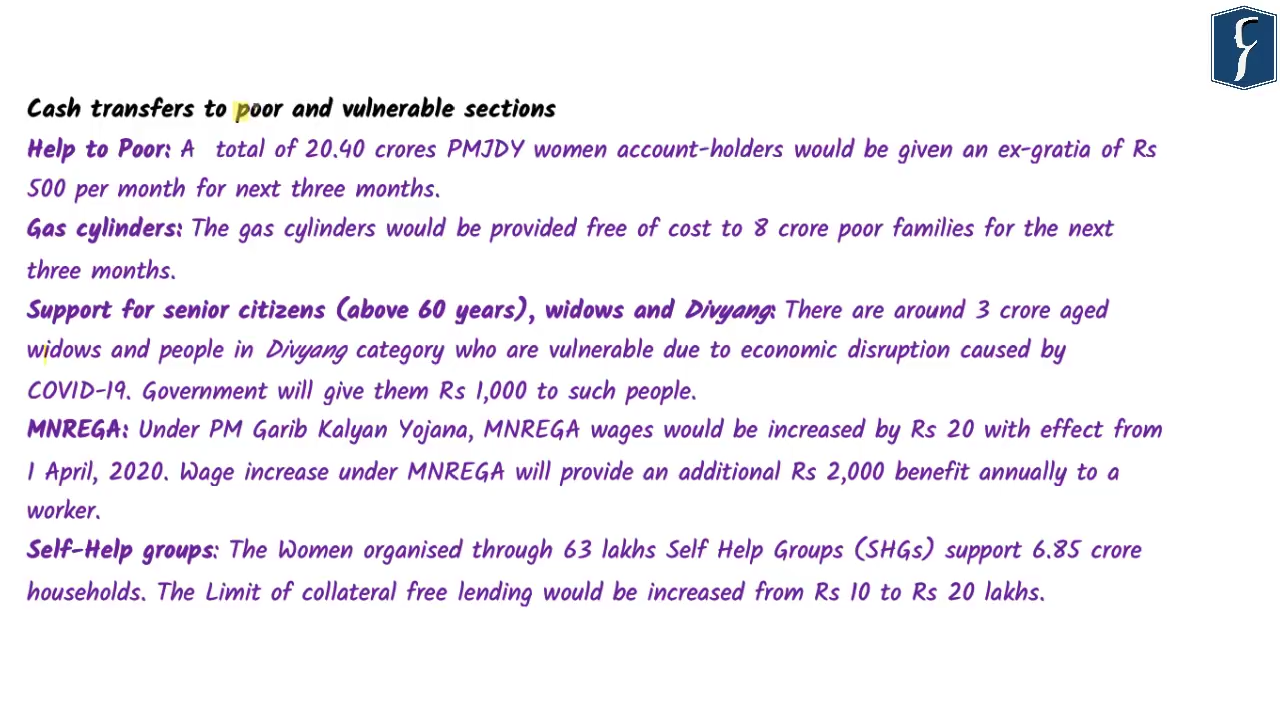 Cash transfers to poor and vulnerable sections
Help to Poor: A total of 20.40 crores PMJDY women account-holders would be given an ex-gratia of Rs
500 per month for next three months.
Gas cylinders: The gas cylinders would be provided free of cost to 8 crore poor families for the next
three months.
Support for senior citizens (above 60 years), widows and Divyang: There are around 3 crore aged
widows and people in Divyang category who are vulnerable due to economic disruption caused by
COVID-19. Government will give them Rs 1,000 to such people.
MNREGA: Under PM Garib Kalyan Yojana, MNREGA wages would be increased by Rs 20 with effect from
1 April, 2020. Wage increase under MNREGA will provide an additional Rs 2,000 benefit annually to a
worker.
Self-Help groups: The Women organised through 63 lakhs Self Help Groups (SHGs) support 6.85 crore
households. The Limit of collateral free lending would be increased from Rs 10 to Rs 20 lakhs.